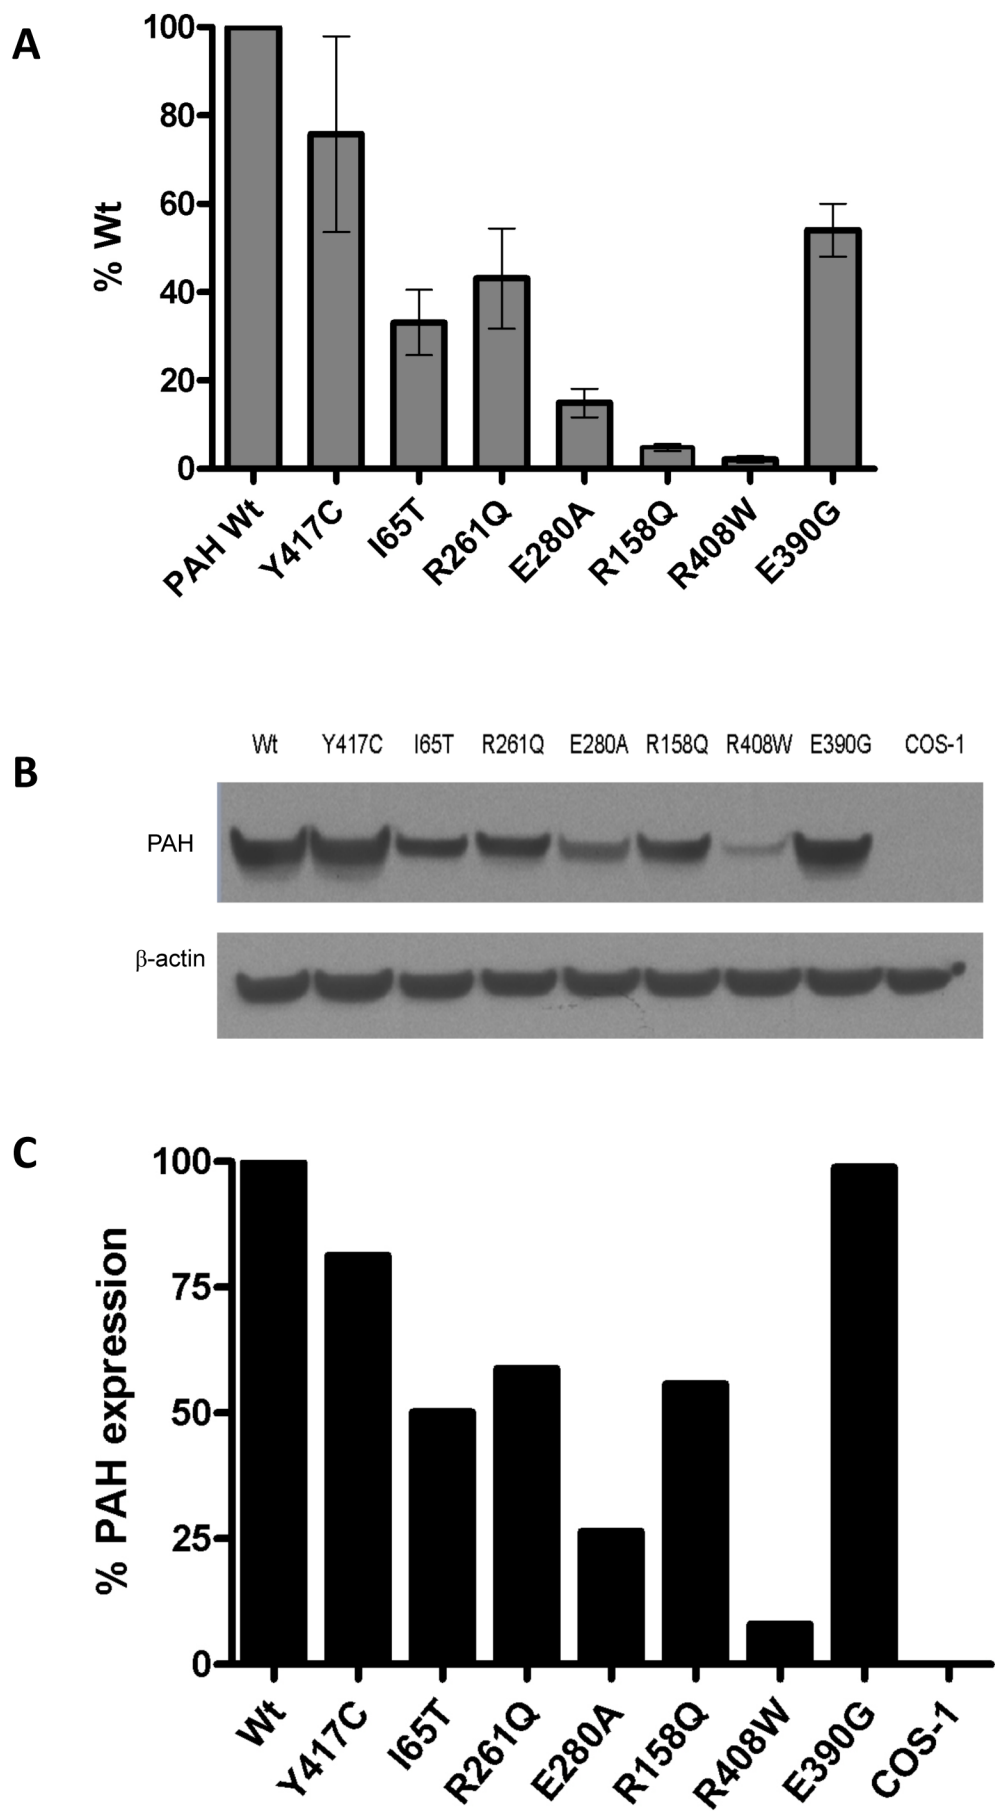 A
% Wt
100
80
60
40
20
0
PAH Wt
Y417C
I65T
R261Q
E280A
R158Q
R408W
E390G
B
Wt Y417C I65T R261Q E280A R158Q R408W E390G COS-1
PAH
β-actin
C
% PAH expression
100
75
50
25
0
Wt
Y417C
I65T
R261Q
E280A
R158Q
R408W
E390G
COS-1